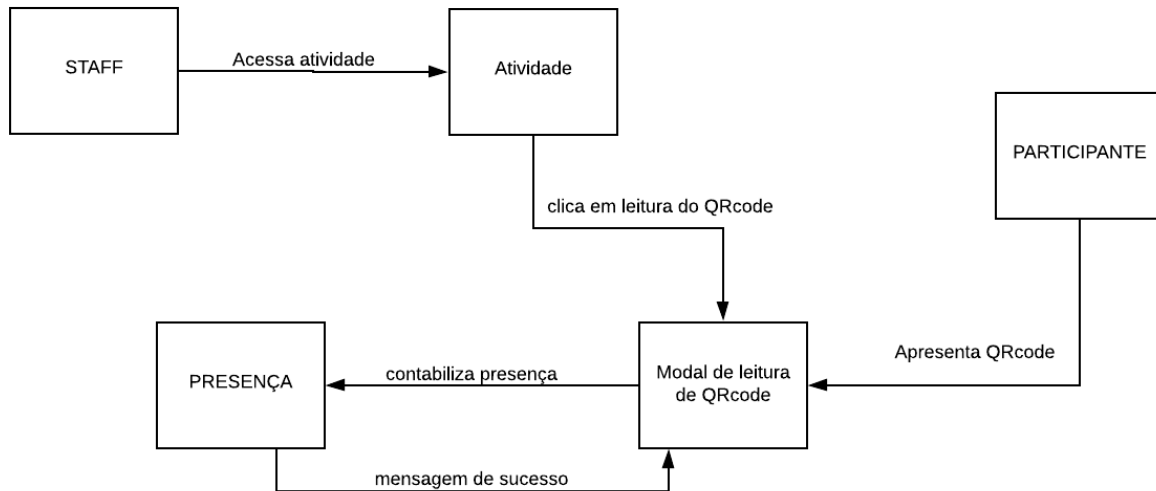 STAFF
Acessa atividade
Atividade
PARTICIPANTE
clica em leitura do QRcode
Apresenta QRcode
PRESENÇA
contabiliza presença
Modal de leitura
de QRcode
mensagem de sucesso